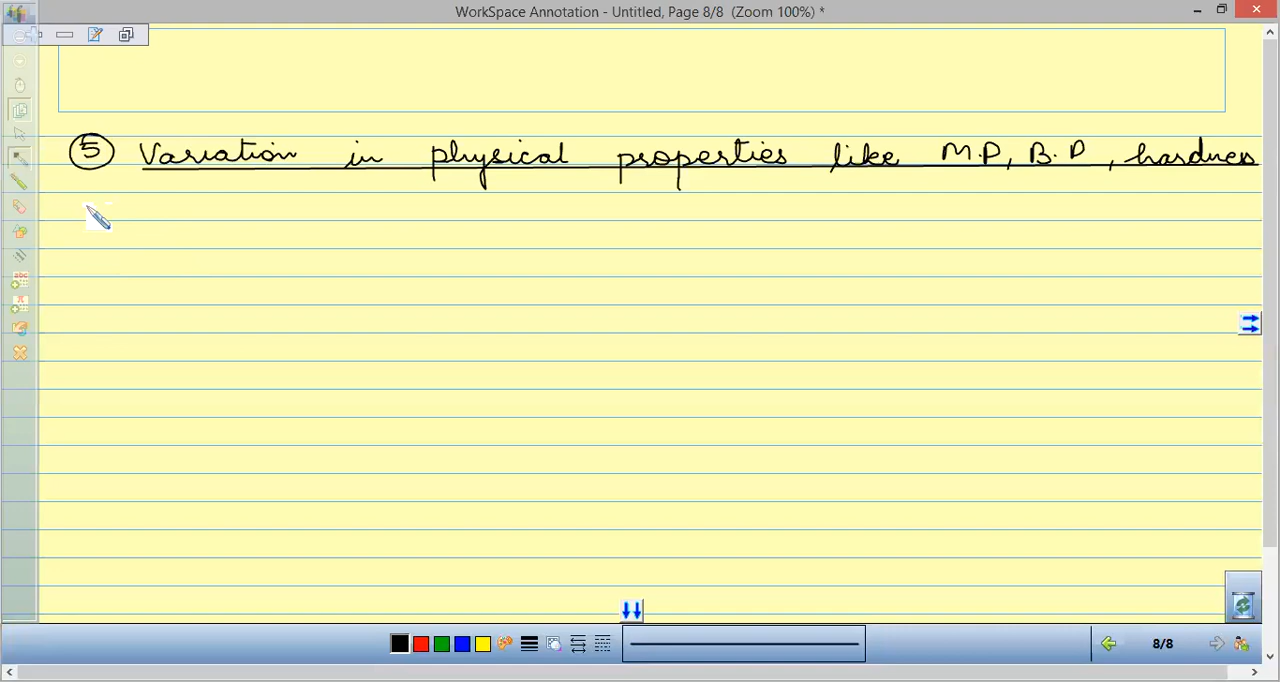 WorkSpace Annotation - Untitled, Page 8/8 (Zoom 100%) *
5 Variation in physical properties like M.P, B.P, hardness
8/8